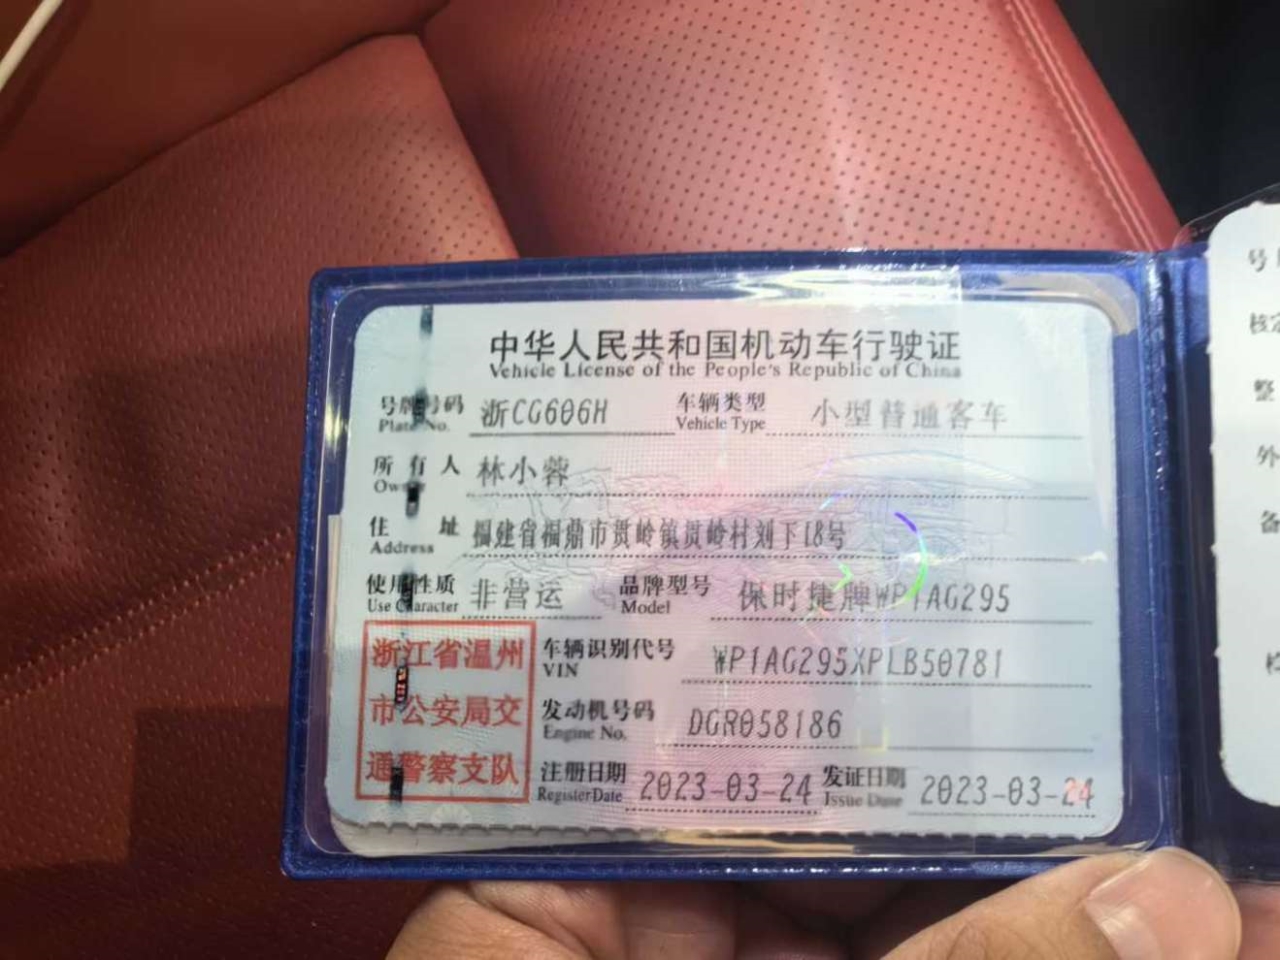 中华人民共和国机动车行驶证
Vehicle License of the People's Republic of China
号牌号码 浙CG606H 车辆类型 小型普通客车
Plate No. Vehicle Type
所有人 林小蓉
Owner
住址 福建省福鼎市贯岭镇贯岭村刘下18号
Address
使用性质 非营运 品牌型号 保时捷牌WP1AG295
Use Character Model
浙江省温州 车辆识别代号 WP1AG295XPLB50781
VIN
市公安局交 发动机号码 DGR058186
Engine No.
通警察支队 注册日期 2023-03-24 发证日期 2023-03-24
Register Date Issue Date
号
核
整
外
备